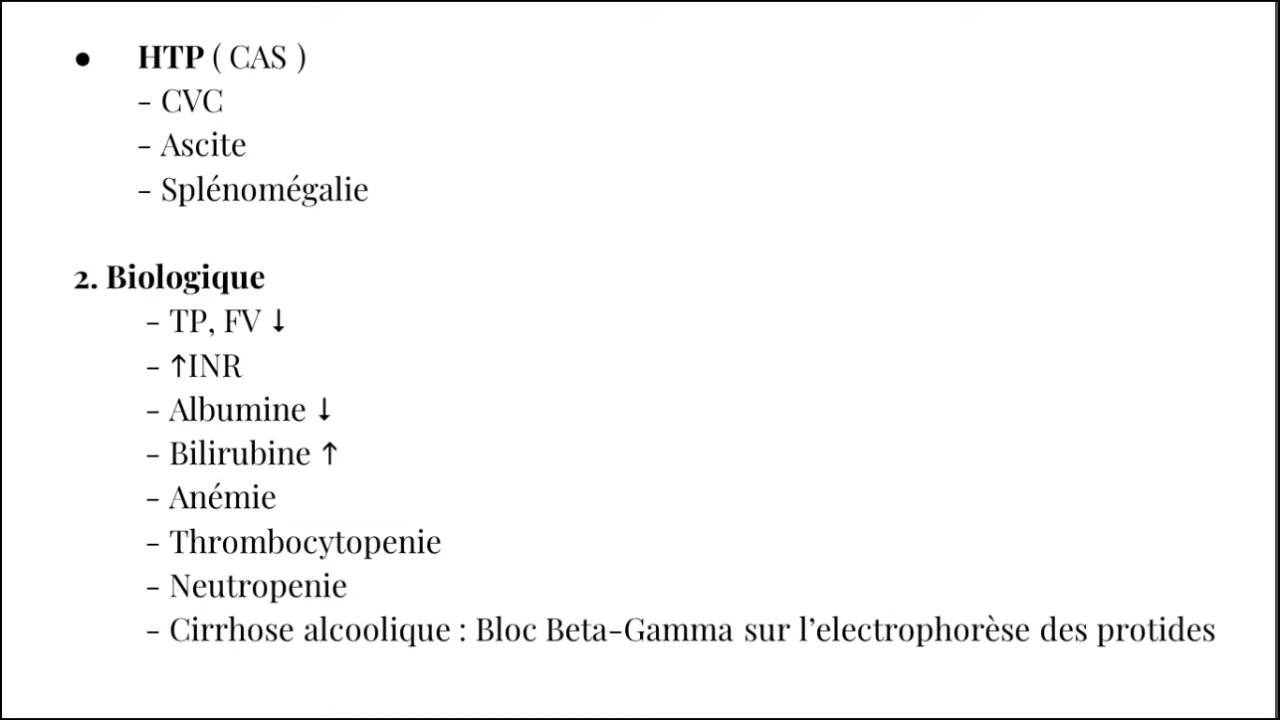 ● HTP ( CAS )
- CVC
- Ascite
- Splénomégalie
2. Biologique
- TP, FV ↓
- ↑INR
- Albumine ↓
- Bilirubine ↑
- Anémie
- Thrombocytopenie
- Neutropenie
- Cirrhose alcoolique : Bloc Beta-Gamma sur l’electrophorèse des protides